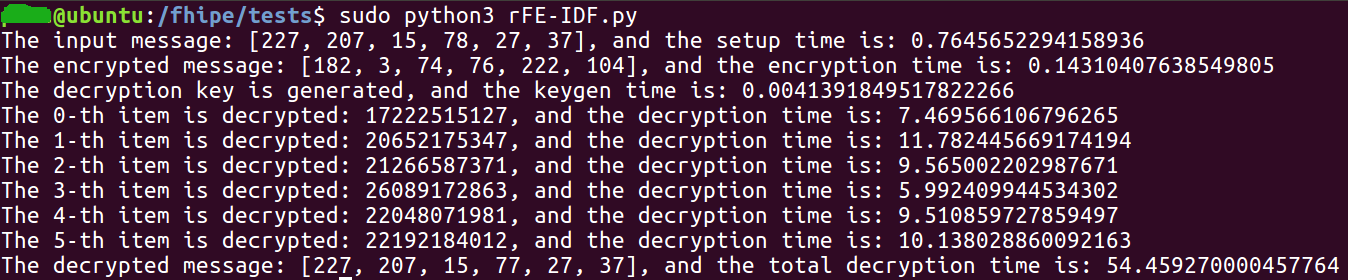 @ubuntu:/fhipe/tests$ sudo python3 rFE-IDF.py
The input message: [227, 207, 15, 78, 27, 37], and the setup time is: 0.7645652294158936
The encrypted message: [182, 3, 74, 76, 222, 104], and the encryption time is: 0.14310407638549805
The decryption key is generated, and the keygen time is: 0.0041391849517822266
The 0-th item is decrypted: 17222515127, and the decryption time is: 7.469566106796265
The 1-th item is decrypted: 20652175347, and the decryption time is: 11.782445669174194
The 2-th item is decrypted: 21266587371, and the decryption time is: 9.565002202987671
The 3-th item is decrypted: 26089172863, and the decryption time is: 5.992409944534302
The 4-th item is decrypted: 22048071981, and the decryption time is: 9.510859727859497
The 5-th item is decrypted: 22192184012, and the decryption time is: 10.138028860092163
The decrypted message: [227, 207, 15, 77, 27, 37], and the total decryption time is: 54.459270000457764